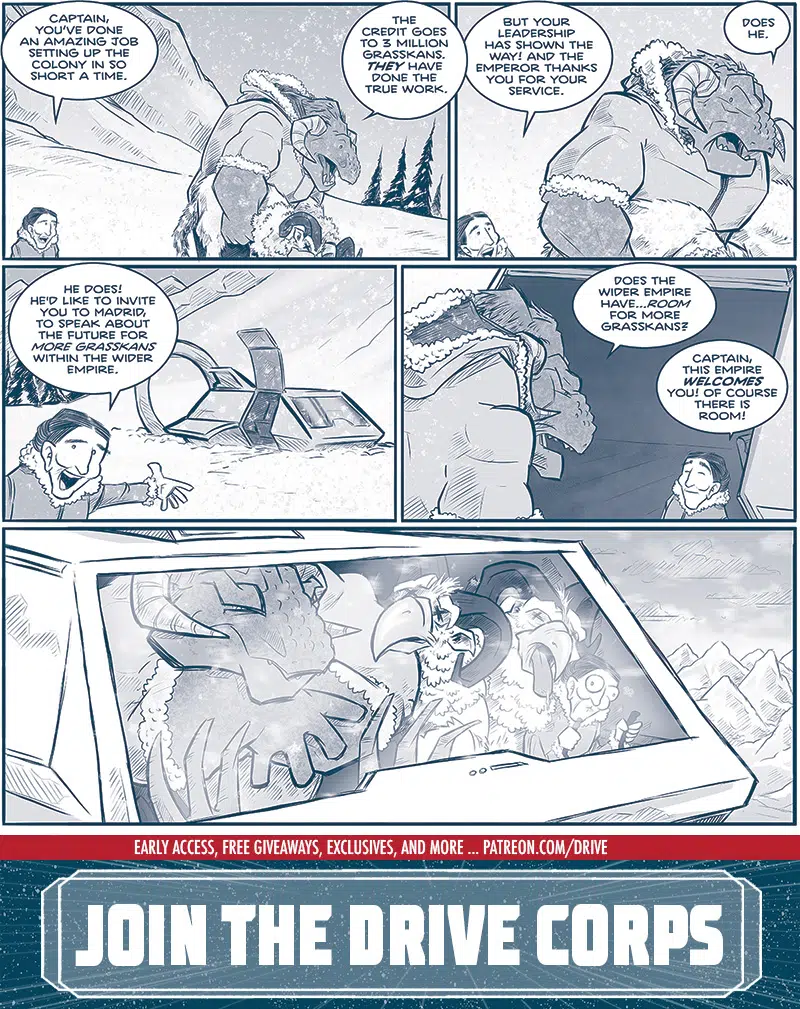 CAPTAIN,
YOU'VE DONE
AN AMAZING JOB
SETTING UP THE
COLONY IN SO
SHORT A TIME.
THE
CREDIT GOES
TO 3 MILLION
GRASSKANS.
THEY HAVE
DONE THE
TRUE WORK.
BUT YOUR
LEADERSHIP
HAS SHOWN THE
WAY! AND THE
EMPEROR THANKS
YOU FOR YOUR
SERVICE.
DOES
HE.
HE DOES!
HE'D LIKE TO INVITE
YOU TO MADRID,
TO SPEAK ABOUT
THE FUTURE FOR
MORE GRASSKANS
WITHIN THE WIDER
EMPIRE.
DOES THE
WIDER EMPIRE
HAVE...ROOM
FOR MORE
GRASSKANS?
CAPTAIN,
THIS EMPIRE
WELCOMES
YOU! OF COURSE
THERE IS
ROOM!
EARLY ACCESS, FREE GIVEAWAYS, EXCLUSIVES, AND MORE ... PATREON.COM/DRIVE
JOIN THE DRIVE CORPS